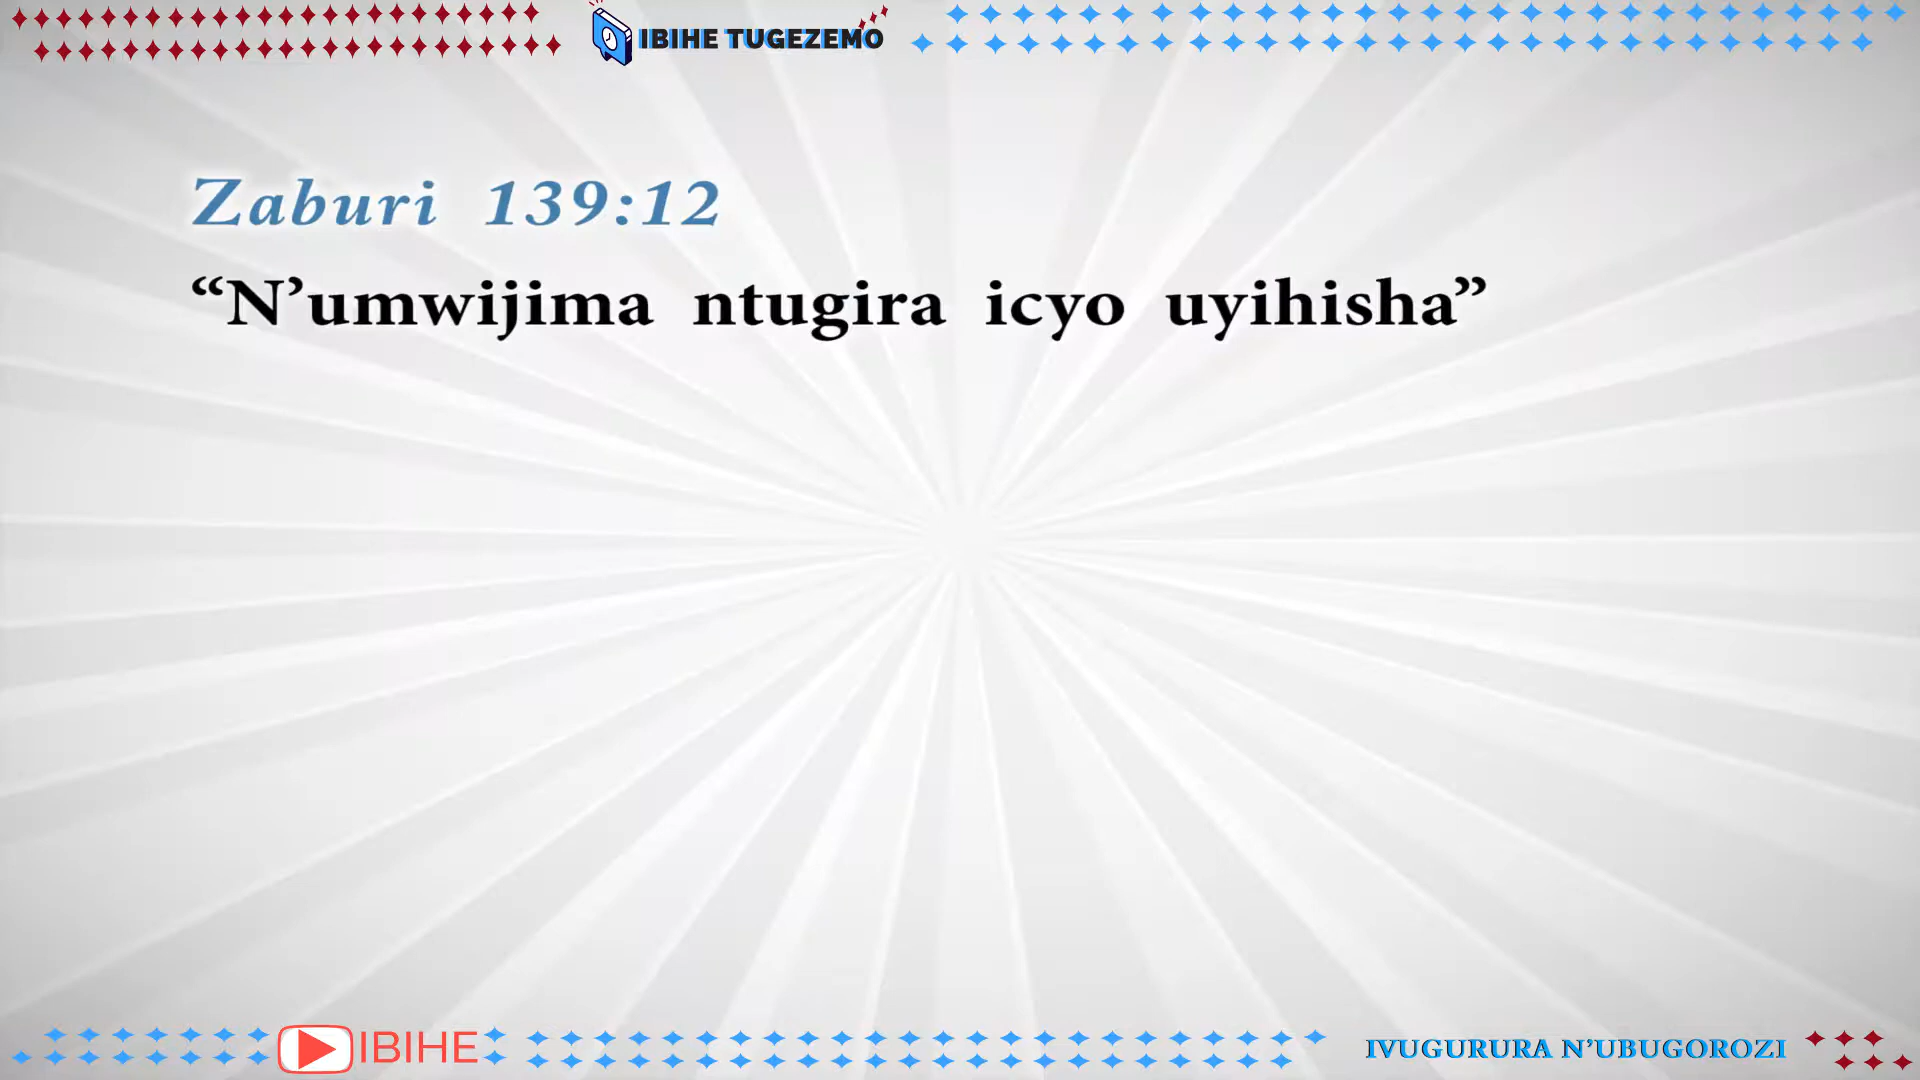 IBIHE TUGEZEMO
Zaburi 139:12
“N’umwijima ntugira icyo uyihisha”
IBIHE
IVUGURURA N’UBUGOROZI